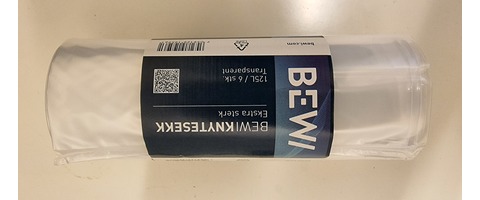 BEWI
BEWI KNYTESEKK
Ekstra sterk
125L / 6 stk
Transparent
bewi.com